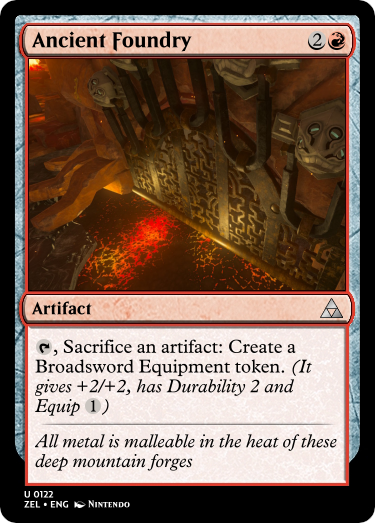 Ancient Foundry 2
Artifact
, Sacrifice an artifact: Create a
Broadsword Equipment token. (It
gives +2/+2, has Durability 2 and
Equip 1)
All metal is malleable in the heat of these
deep mountain forges
U 0122
ZEL • ENG Nintendo